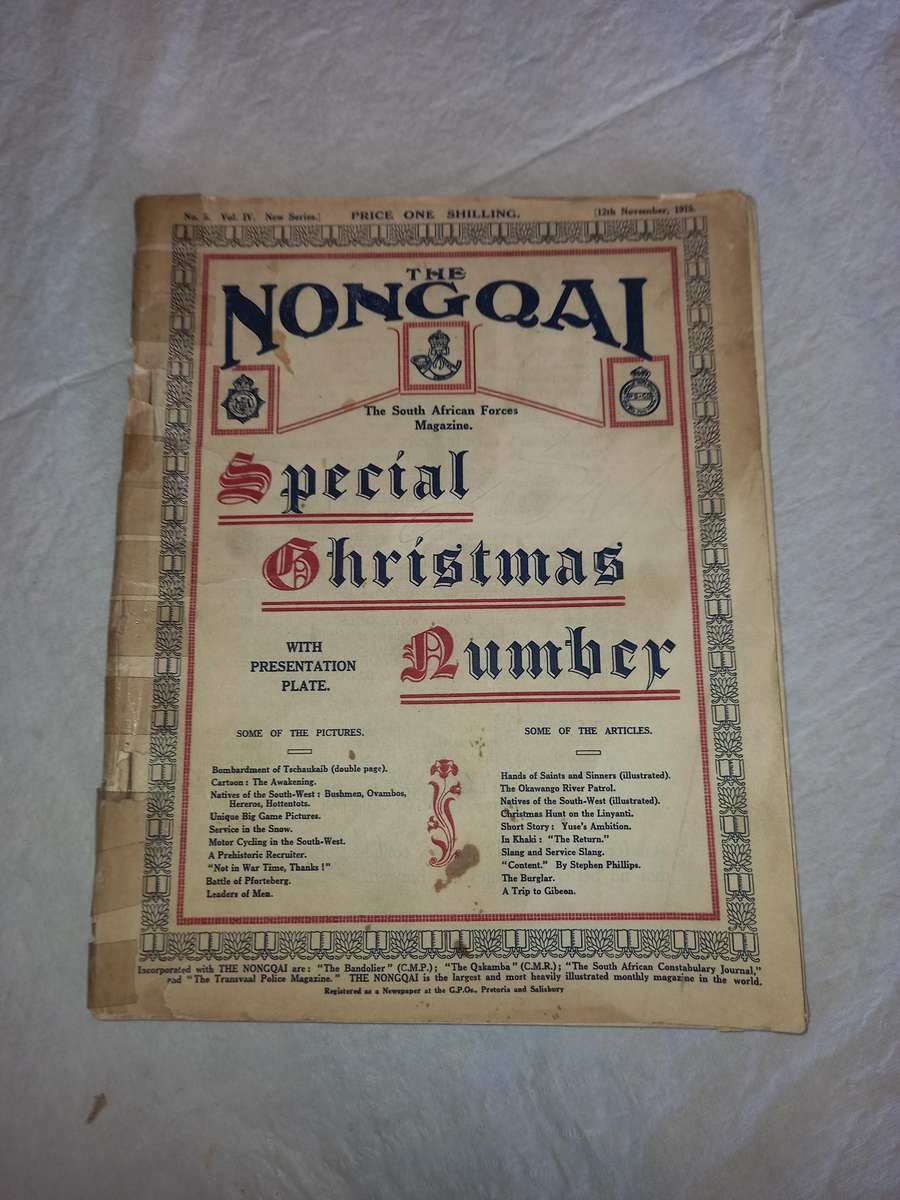 No. 5. Vol. IV. New Series.] PRICE ONE SHILLING. [12th November, 1915.
THE
NONGQAI
The South African Forces
Magazine.
Special
Christmas
Number
WITH
PRESENTATION
PLATE.
SOME OF THE PICTURES.
Bombardment of Tschaukaib (double page).
Cartoon : The Awakening.
Natives of the South-West : Bushmen, Ovambos,
Hereros, Hottentots.
Unique Big Game Pictures.
Service in the Snow.
Motor Cycling in the South-West.
A Prehistoric Recruiter.
"Not in War Time, Thanks !"
Battle of Pforteberg.
Leaders of Men.
SOME OF THE ARTICLES.
Hands of Saints and Sinners (illustrated).
The Okawango River Patrol.
Natives of the South-West (illustrated).
Christmas Hunt on the Linyanti.
Short Story : Yuse's Ambition.
In Khaki : "The Return."
Slang and Service Slang.
"Content." By Stephen Phillips.
The Burglar.
A Trip to Gibeon.
Incorporated with THE NONGQAI are: "The Bandolier" (C.M.P.); "The Qakamba" (C.M.R.); "The South African Constabulary Journal,"
and "The Transvaal Police Magazine." THE NONGQAI is the largest and most heavily illustrated monthly magazine in the world.
Registered as a Newspaper at the G.P.Os., Pretoria and Salisbury